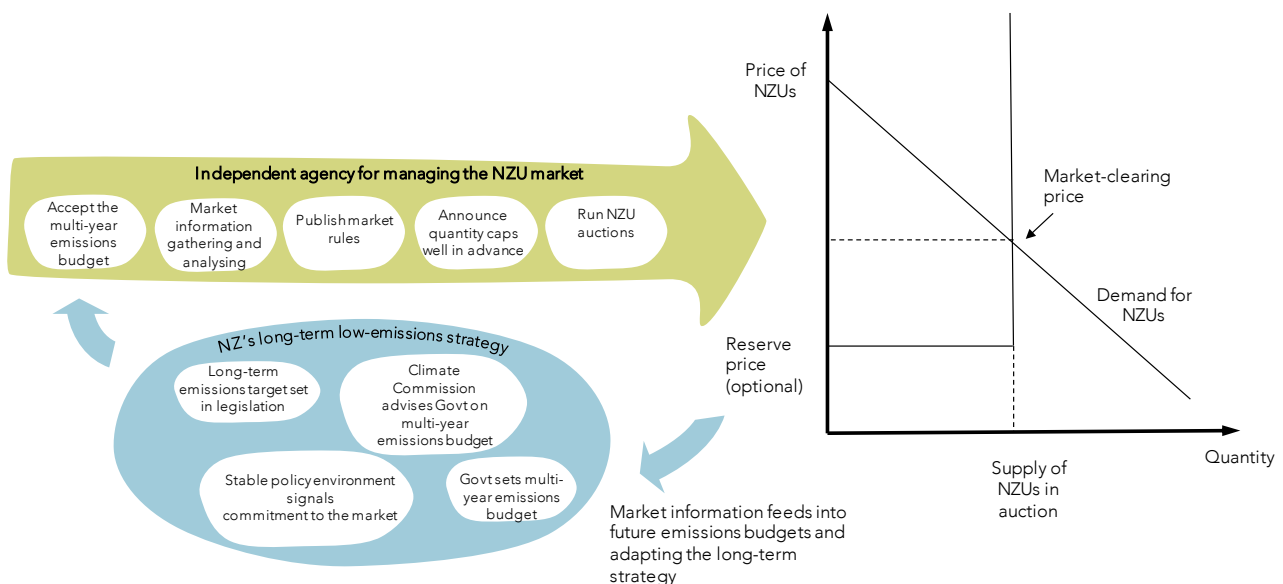 Independent agency for managing the NZU market
Accept the
multi-year
emissions
budget
Market
information
gathering and
analysing
Publish market
rules
Announce
quantity caps
well in advance
Run NZU
auctions
NZ's long-term low-emissions strategy
Long-term
emissions target set
in legislation
Climate
Commission
advises Govt on
multi-year
emissions budget
Stable policy environment
signals
commitment to the market
Govt sets multi-
year emissions
budget
Market information feeds into
future emissions budgets and
adapting the long-term
strategy
Price of
NZUs
Market-clearing
price
Demand for
NZUs
Reserve
price
(optional)
Supply of
NZUs in
auction
Quantity